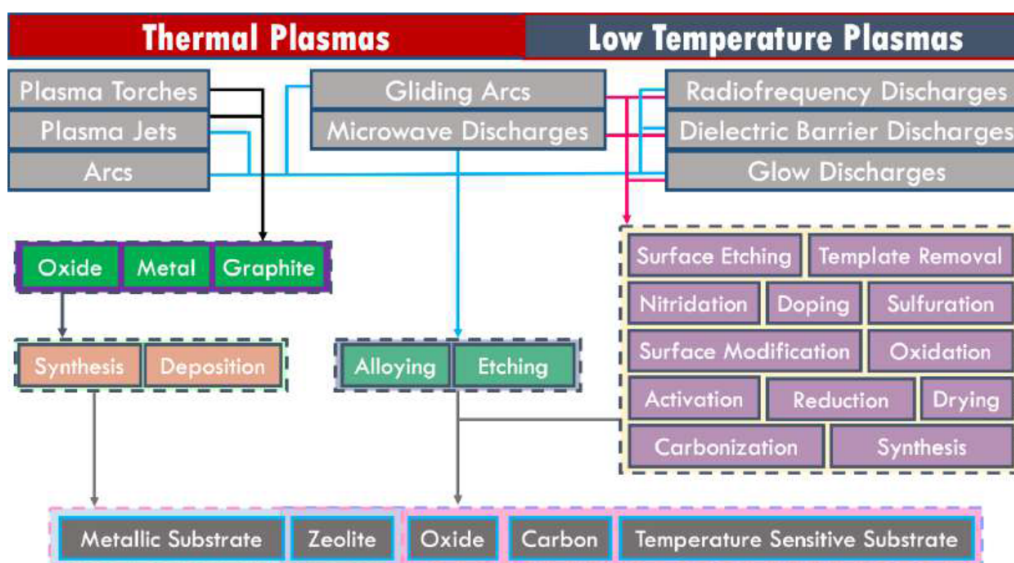 Thermal Plasmas
Low Temperature Plasmas
Plasma Torches
Plasma Jets
Arcs
Gliding Arcs
Microwave Discharges
Radiofrequency Discharges
Dielectric Barrier Discharges
Glow Discharges
Oxide
Metal
Graphite
Synthesis
Deposition
Alloying
Etching
Surface Etching
Template Removal
Nitridation
Doping
Sulfuration
Surface Modification
Oxidation
Activation
Reduction
Drying
Carbonization
Synthesis
Metallic Substrate
Zeolite
Oxide
Carbon
Temperature Sensitive Substrate